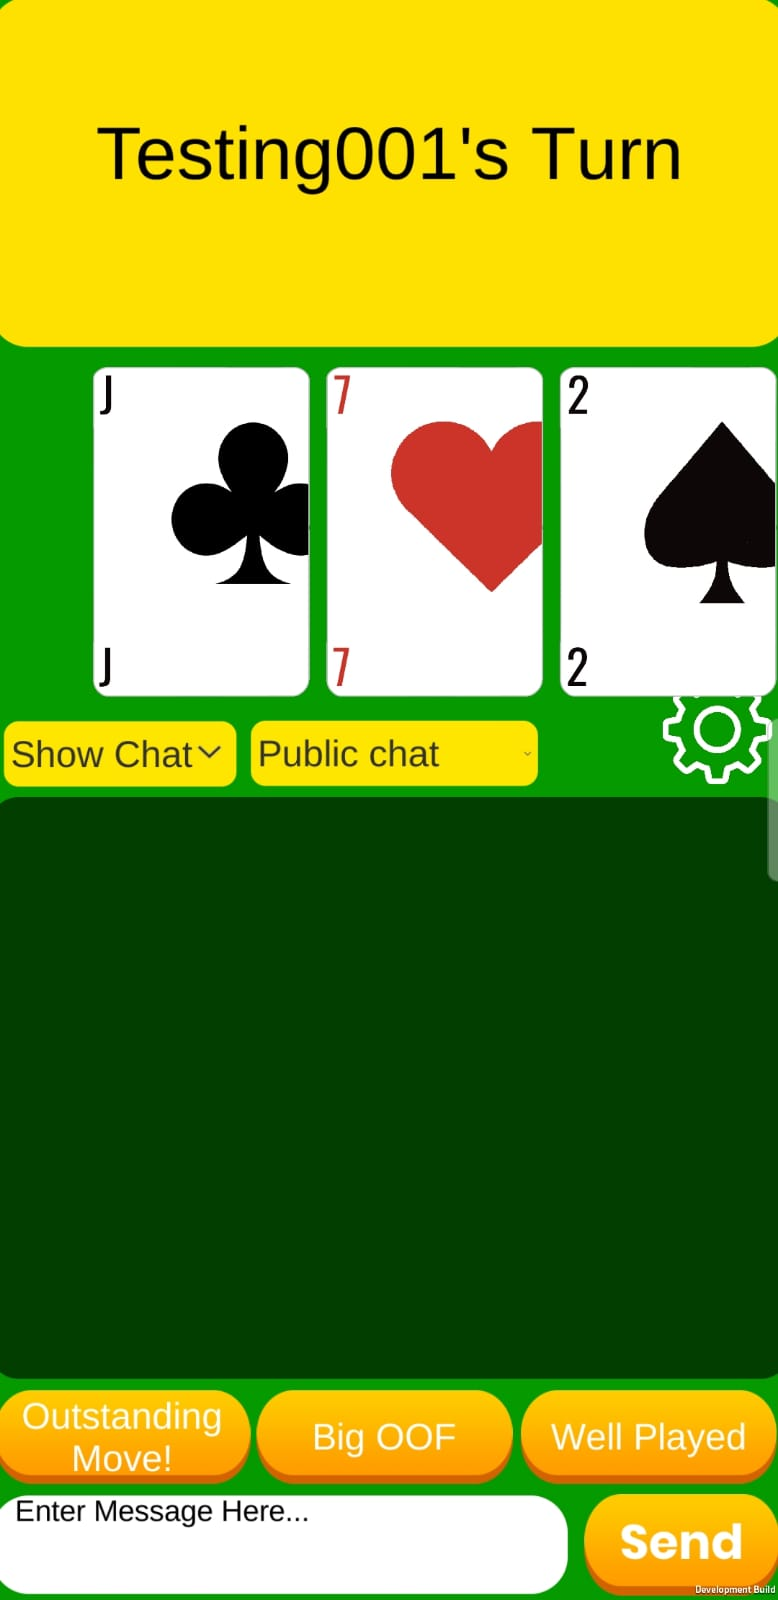 Testing001's Turn
J 7 2
J 7 2
Show Chat Public chat
Outstanding
Move!
Big OOF
Well Played
Enter Message Here...
Send
Development Build